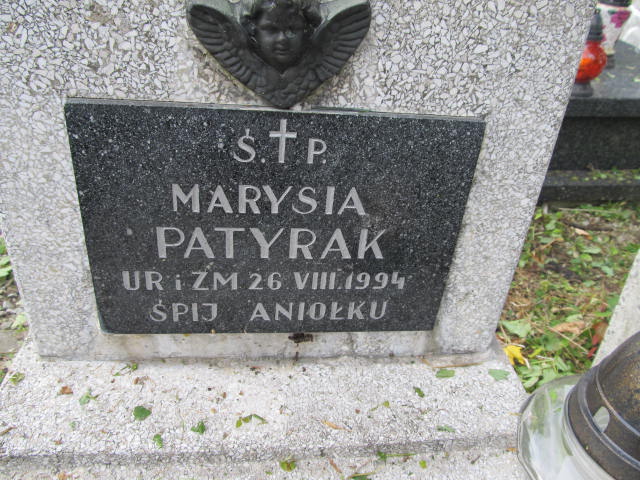 Ś.†P.
MARYSIA
PATYRAK
UR i ZM 26 VIII.1994
ŚPIJ ANIOŁKU